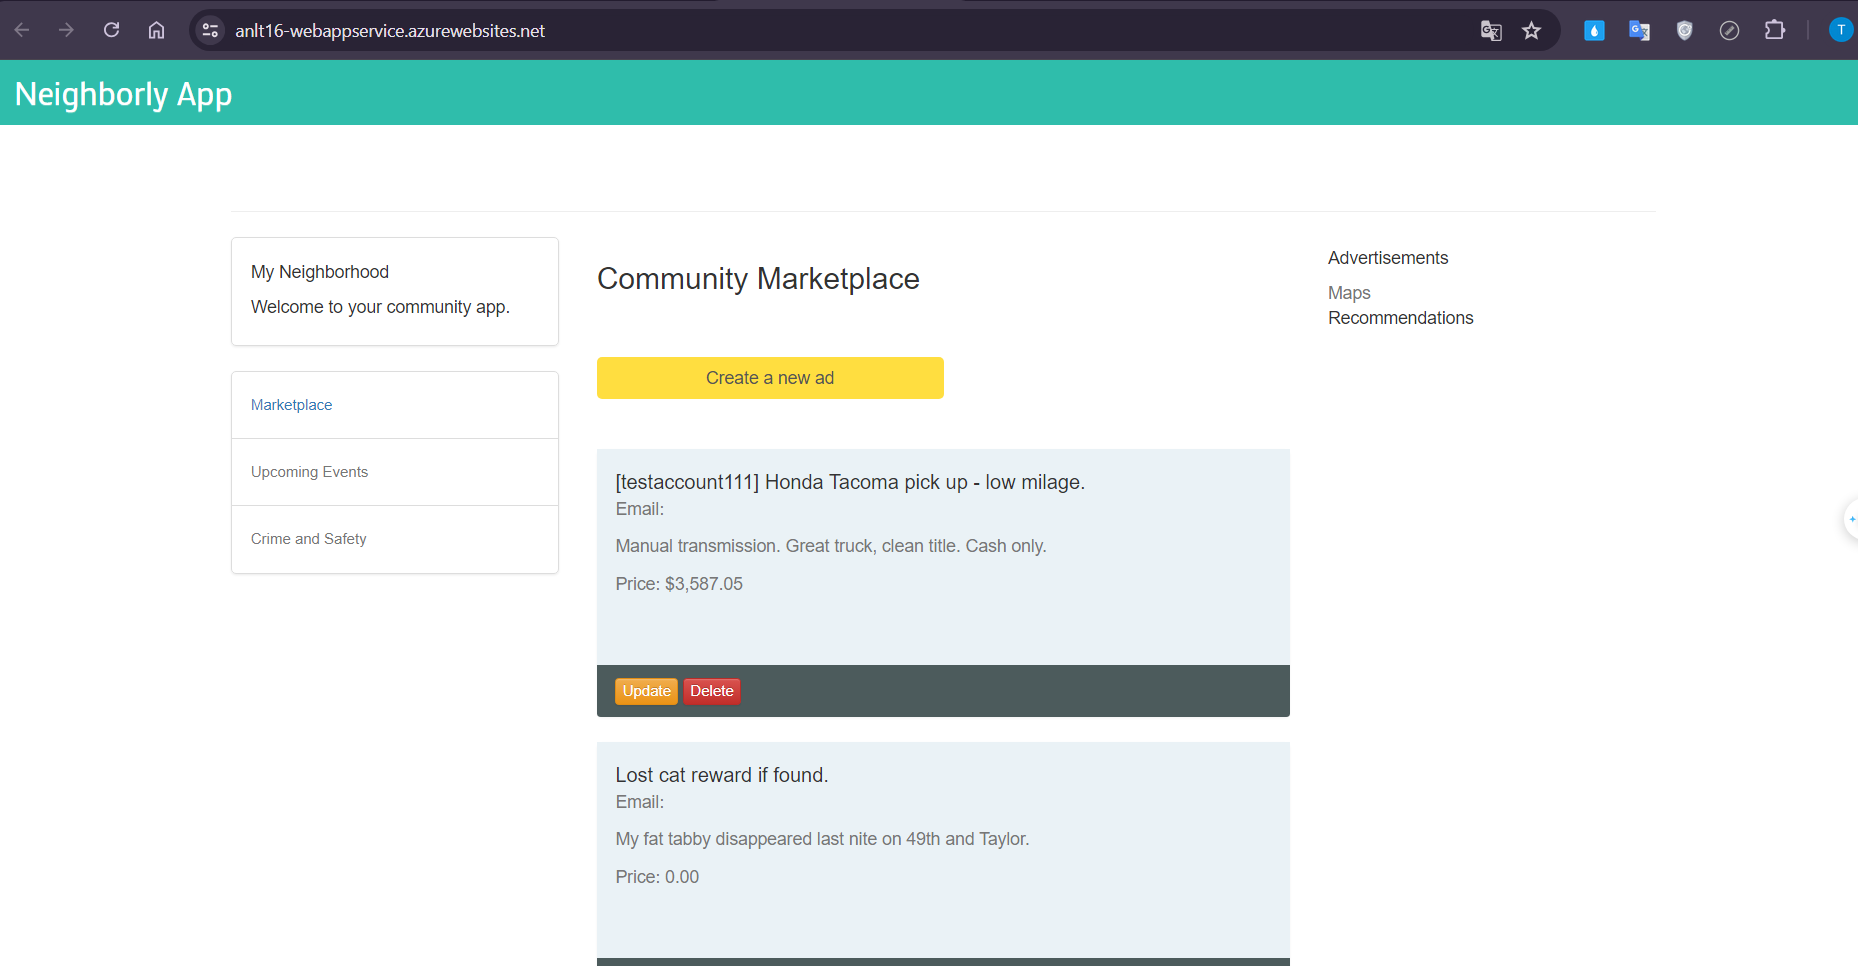 anlt16-webappservice.azurewebsites.net
T
Neighborly App
My Neighborhood
Welcome to your community app.
Marketplace
Upcoming Events
Crime and Safety
Community Marketplace
Create a new ad
[testaccount111] Honda Tacoma pick up - low milage.
Email:
Manual transmission. Great truck, clean title. Cash only.
Price: $3,587.05
Update Delete
Lost cat reward if found.
Email:
My fat tabby disappeared last nite on 49th and Taylor.
Price: 0.00
Advertisements
Maps
Recommendations